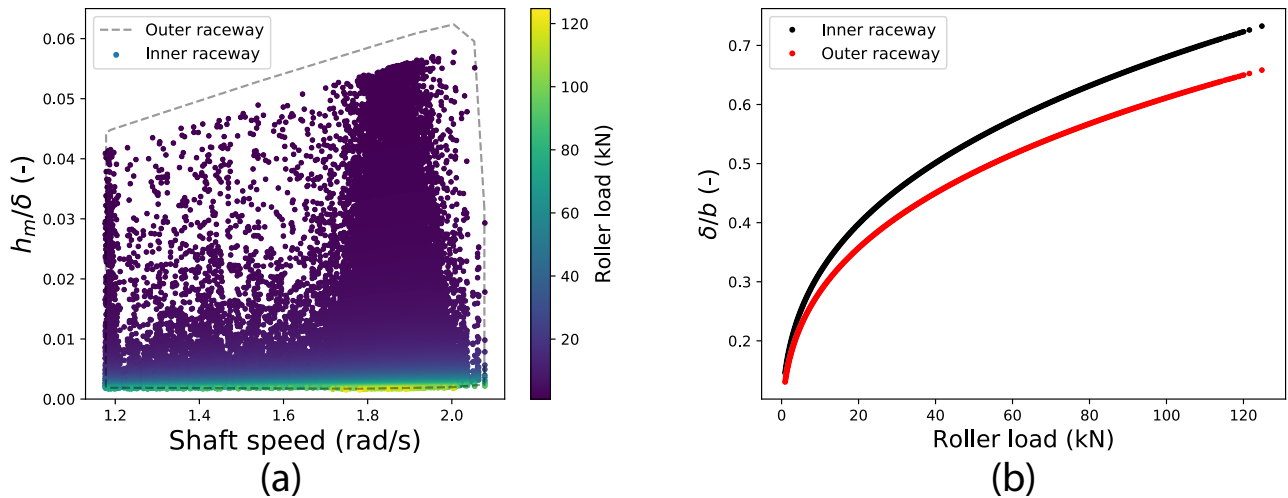 Outer raceway
Inner raceway
0.06
0.05
0.04
0.03
0.02
0.01
0.00
h_m/δ (-)
1.2
1.4
1.6
1.8
2.0
Shaft speed (rad/s)
120
100
80
60
40
20
Roller load (kN)
(a)
Inner raceway
Outer raceway
0.7
0.6
0.5
0.4
0.3
0.2
δ/b (-)
0
20
40
60
80
100
120
Roller load (kN)
(b)